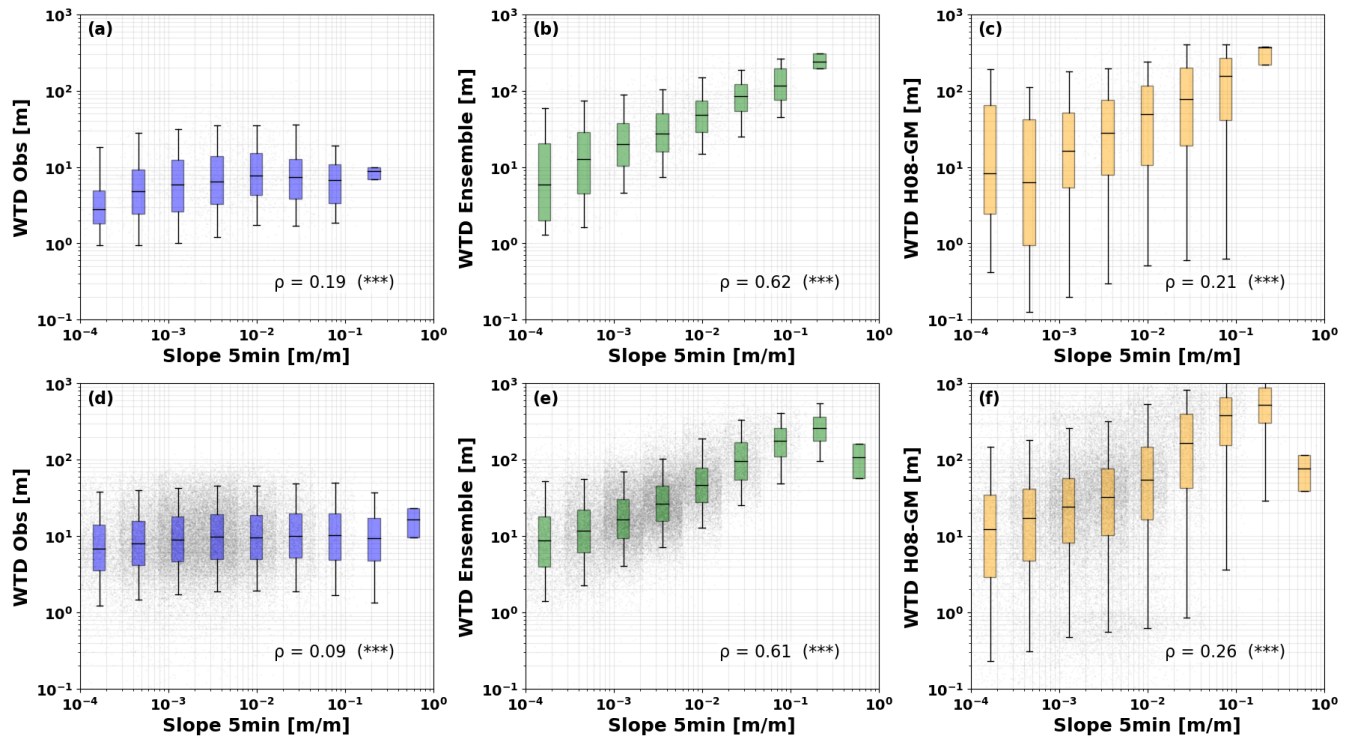 (a)
WTD Obs [m]
10³
10²
10¹
10⁰
10⁻¹
ρ = 0.19 (***)
10⁻⁴ 10⁻³ 10⁻² 10⁻¹ 10⁰
Slope 5min [m/m]
(b)
WTD Ensemble [m]
10³
10²
10¹
10⁰
10⁻¹
ρ = 0.62 (***)
10⁻⁴ 10⁻³ 10⁻² 10⁻¹ 10⁰
Slope 5min [m/m]
(c)
WTD H08-GM [m]
10³
10²
10¹
10⁰
10⁻¹
ρ = 0.21 (***)
10⁻⁴ 10⁻³ 10⁻² 10⁻¹ 10⁰
Slope 5min [m/m]
(d)
WTD Obs [m]
10³
10²
10¹
10⁰
10⁻¹
ρ = 0.09 (***)
10⁻⁴ 10⁻³ 10⁻² 10⁻¹ 10⁰
Slope 5min [m/m]
(e)
WTD Ensemble [m]
10³
10²
10¹
10⁰
10⁻¹
ρ = 0.61 (***)
10⁻⁴ 10⁻³ 10⁻² 10⁻¹ 10⁰
Slope 5min [m/m]
(f)
WTD H08-GM [m]
10³
10²
10¹
10⁰
10⁻¹
ρ = 0.26 (***)
10⁻⁴ 10⁻³ 10⁻² 10⁻¹ 10⁰
Slope 5min [m/m]